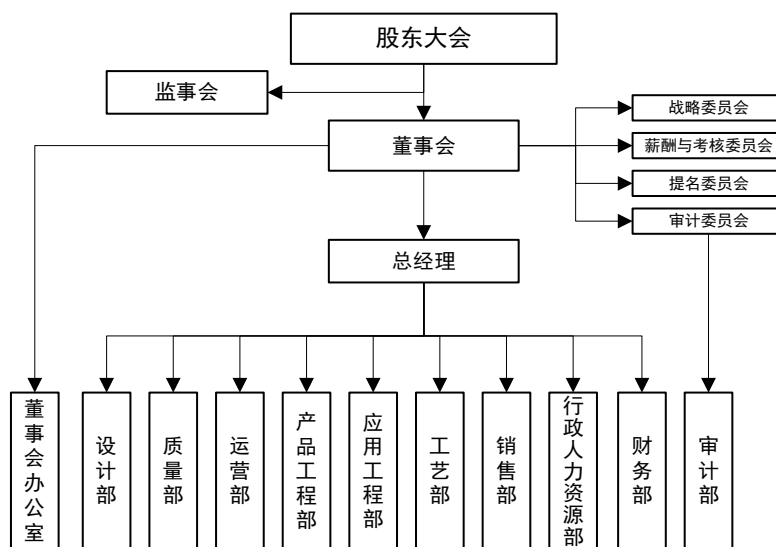 股东大会
监事会
战略委员会
董事会
薪酬与考核委员会
提名委员会
审计委员会
总经理
董事会办公室
设计部
质量部
运营部
产品工程部
应用工程部
工艺部
销售部
行政人力资源部
财务部
审计部